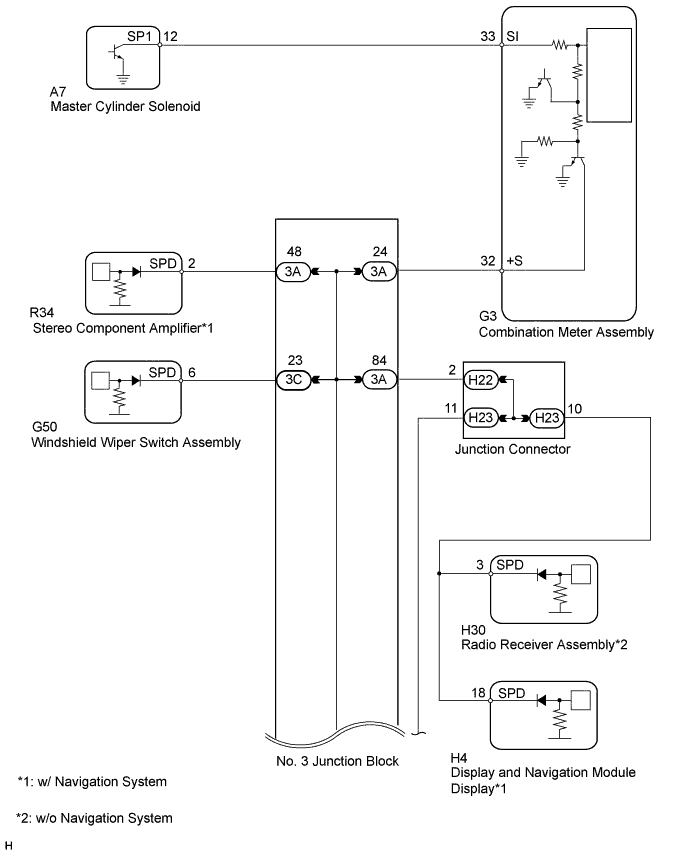 SP1 12
33 SI
A7
Master Cylinder Solenoid
48
24
SPD 2
3A
3A
32 +S
R34
Stereo Component Amplifier*1
G3
Combination Meter Assembly
23
84
SPD 6
3C
3A
2
H22
11
H23
H23
10
G50
Windshield Wiper Switch Assembly
Junction Connector
3 SPD
H30
Radio Receiver Assembly*2
18 SPD
H4
Display and Navigation Module
Display*1
No. 3 Junction Block
*1: w/ Navigation System
*2: w/o Navigation System
H